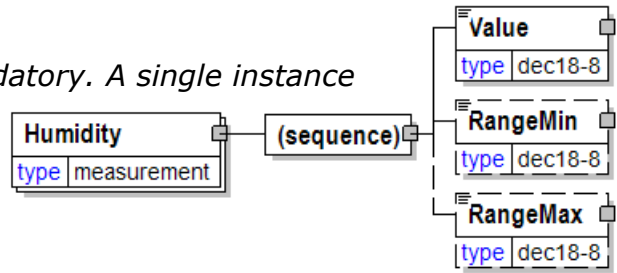 Value
type dec18-8
datory. A single instance
Humidity
type measurement
(sequence)
RangeMin
type dec18-8
RangeMax
type dec18-8